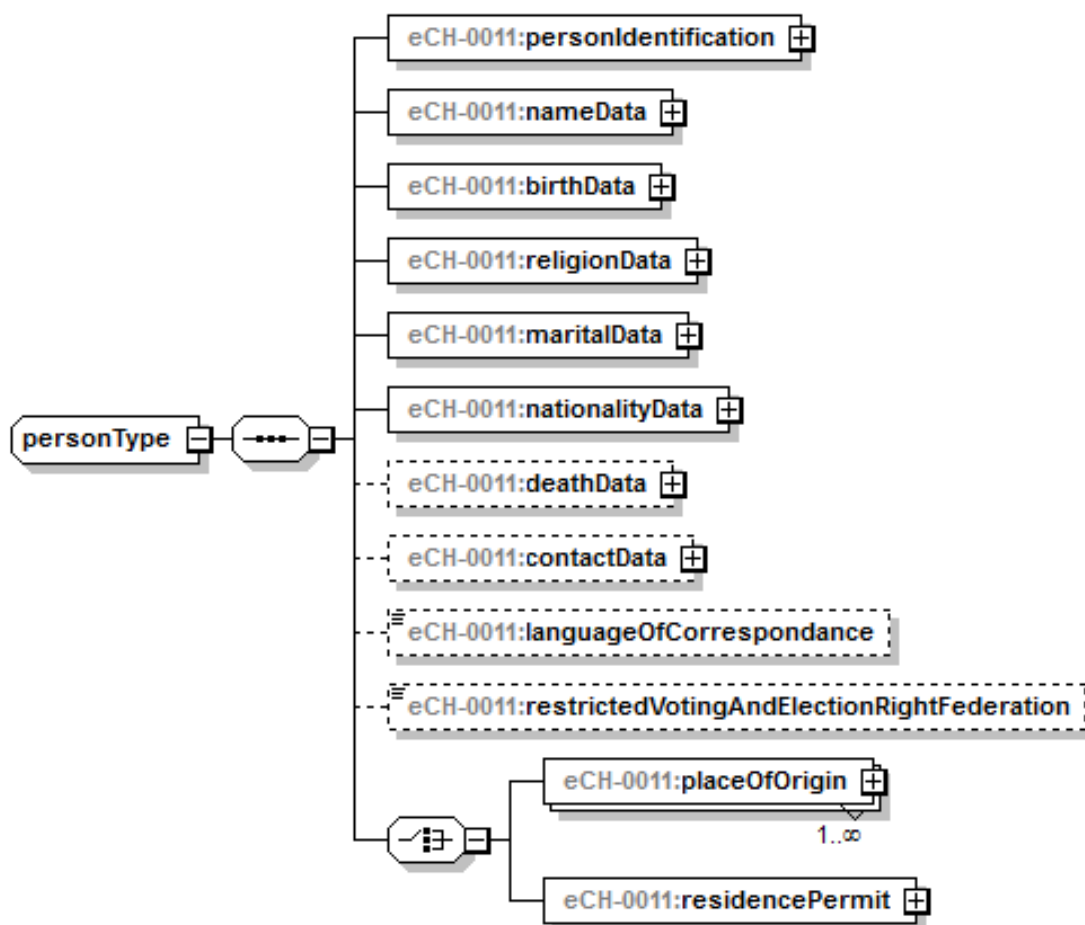 eCH-0011:personIdentification
eCH-0011:nameData
eCH-0011:birthData
eCH-0011:religionData
eCH-0011:maritalData
personType
eCH-0011:nationalityData
eCH-0011:deathData
eCH-0011:contactData
eCH-0011:languageOfCorrespondance
eCH-0011:restrictedVotingAndElectionRightFederation
eCH-0011:placeOfOrigin
1..∞
eCH-0011:residencePermit